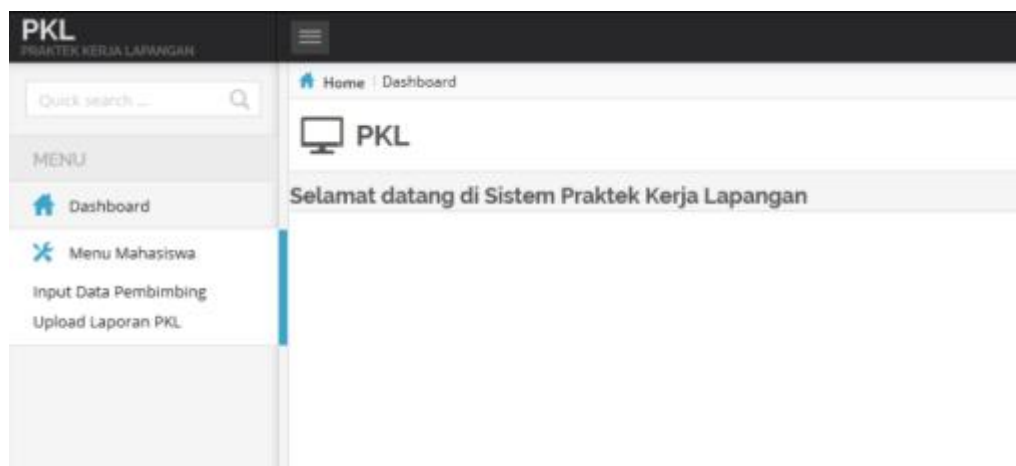 PKL
PRAKTEK KERJA LAPANGAN
Home Dashboard
Quick search ...
PKL
MENU
Dashboard
Selamat datang di Sistem Praktek Kerja Lapangan
Menu Mahasiswa
Input Data Pembimbing
Upload Laporan PKL